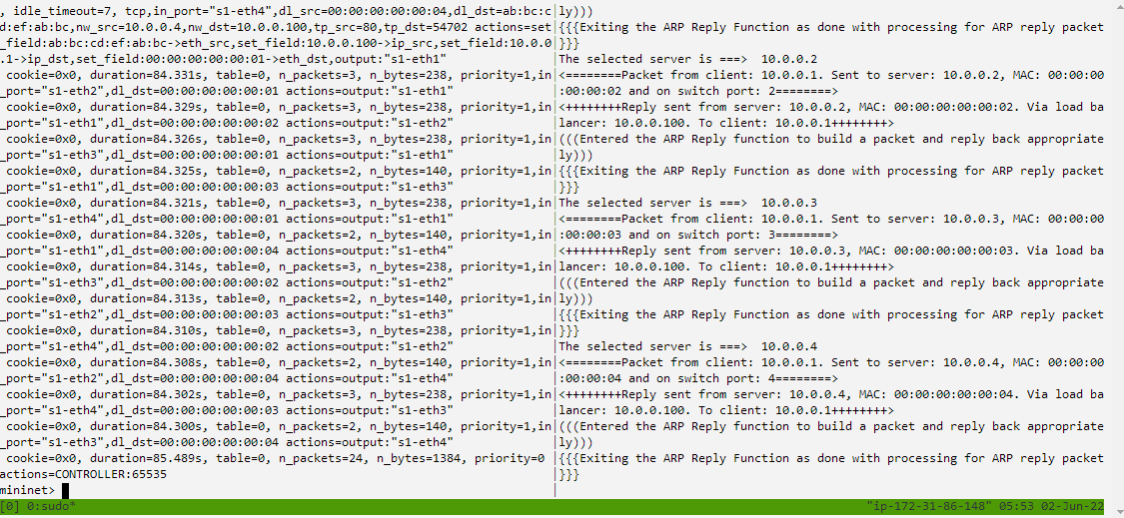 , idle_timeout=7, tcp,in_port="s1-eth4",dl_src=00:00:00:00:00:04,dl_dst=ab:bc:c
d:ef:ab:bc,nw_src=10.0.0.4,nw_dst=10.0.0.100,tp_src=80,tp_dst=54702 actions=set
_field:ab:bc:cd:ef:ab:bc->eth_src,set_field:10.0.0.100->ip_src,set_field:10.0.0
.1->ip_dst,set_field:00:00:00:00:00:01->eth_dst,output:"s1-eth1"
cookie=0x0, duration=84.331s, table=0, n_packets=3, n_bytes=238, priority=1,in
_port="s1-eth2",dl_dst=00:00:00:00:00:01 actions=output:"s1-eth1"
cookie=0x0, duration=84.329s, table=0, n_packets=3, n_bytes=238, priority=1,in
_port="s1-eth1",dl_dst=00:00:00:00:00:02 actions=output:"s1-eth2"
cookie=0x0, duration=84.326s, table=0, n_packets=3, n_bytes=238, priority=1,in
_port="s1-eth3",dl_dst=00:00:00:00:00:01 actions=output:"s1-eth1"
cookie=0x0, duration=84.325s, table=0, n_packets=2, n_bytes=140, priority=1,in
_port="s1-eth1",dl_dst=00:00:00:00:00:03 actions=output:"s1-eth3"
cookie=0x0, duration=84.321s, table=0, n_packets=3, n_bytes=238, priority=1,in
_port="s1-eth4",dl_dst=00:00:00:00:00:01 actions=output:"s1-eth1"
cookie=0x0, duration=84.320s, table=0, n_packets=2, n_bytes=140, priority=1,in
_port="s1-eth1",dl_dst=00:00:00:00:00:04 actions=output:"s1-eth4"
cookie=0x0, duration=84.314s, table=0, n_packets=3, n_bytes=238, priority=1,in
_port="s1-eth3",dl_dst=00:00:00:00:00:02 actions=output:"s1-eth2"
cookie=0x0, duration=84.313s, table=0, n_packets=2, n_bytes=140, priority=1,in
_port="s1-eth2",dl_dst=00:00:00:00:00:03 actions=output:"s1-eth3"
cookie=0x0, duration=84.310s, table=0, n_packets=3, n_bytes=238, priority=1,in
_port="s1-eth4",dl_dst=00:00:00:00:00:02 actions=output:"s1-eth2"
cookie=0x0, duration=84.308s, table=0, n_packets=2, n_bytes=140, priority=1,in
_port="s1-eth2",dl_dst=00:00:00:00:00:04 actions=output:"s1-eth4"
cookie=0x0, duration=84.302s, table=0, n_packets=3, n_bytes=238, priority=1,in
_port="s1-eth4",dl_dst=00:00:00:00:00:03 actions=output:"s1-eth3"
cookie=0x0, duration=84.300s, table=0, n_packets=2, n_bytes=140, priority=1,in
_port="s1-eth3",dl_dst=00:00:00:00:00:04 actions=output:"s1-eth4"
cookie=0x0, duration=85.489s, table=0, n_packets=24, n_bytes=1384, priority=0
actions=CONTROLLER:65535
mininet>
ly)))
{{{Exiting the ARP Reply Function as done with processing for ARP reply packet
}}}
The selected server is ===>  10.0.0.2
<========Packet from client: 10.0.0.1. Sent to server: 10.0.0.2, MAC: 00:00:00
:00:00:02 and on switch port: 2========>
<++++++++Reply sent from server: 10.0.0.2, MAC: 00:00:00:00:00:02. Via load ba
lancer: 10.0.0.100. To client: 10.0.0.1++++++++>
(((Entered the ARP Reply function to build a packet and reply back appropriate
ly)))
{{{Exiting the ARP Reply Function as done with processing for ARP reply packet
}}}
The selected server is ===>  10.0.0.3
<========Packet from client: 10.0.0.1. Sent to server: 10.0.0.3, MAC: 00:00:00
:00:00:03 and on switch port: 3========>
<++++++++Reply sent from server: 10.0.0.3, MAC: 00:00:00:00:00:03. Via load ba
lancer: 10.0.0.100. To client: 10.0.0.1++++++++>
(((Entered the ARP Reply function to build a packet and reply back appropriate
ly)))
{{{Exiting the ARP Reply Function as done with processing for ARP reply packet
}}}
The selected server is ===>  10.0.0.4
<========Packet from client: 10.0.0.1. Sent to server: 10.0.0.4, MAC: 00:00:00
:00:00:04 and on switch port: 4========>
<++++++++Reply sent from server: 10.0.0.4, MAC: 00:00:00:00:00:04. Via load ba
lancer: 10.0.0.100. To client: 10.0.0.1++++++++>
(((Entered the ARP Reply function to build a packet and reply back appropriate
ly)))
{{{Exiting the ARP Reply Function as done with processing for ARP reply packet
}}}
[0] 0:sudo* "ip-172-31-86-148" 05:53 02-Jun-22